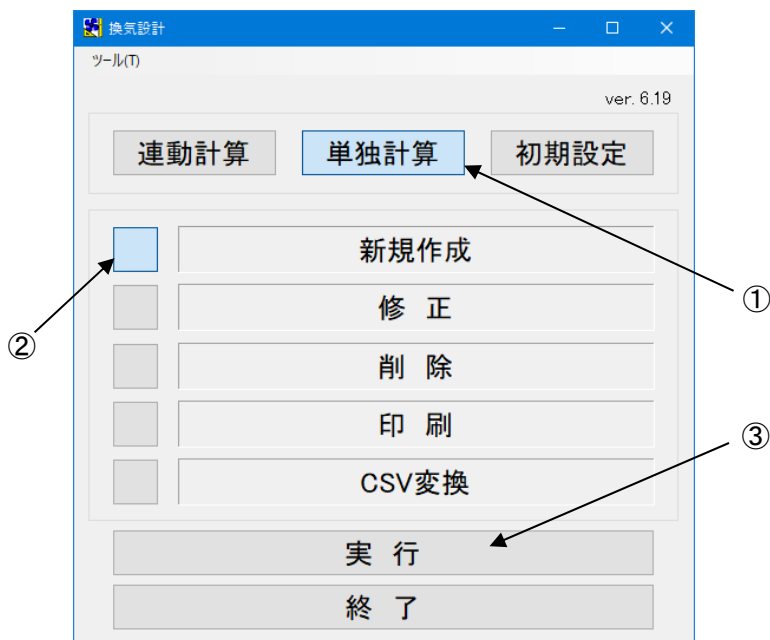 換気設計
ツール(T)
ver. 6.19
連動計算 単独計算 初期設定
新規作成
①
修 正
②
削 除
印 刷
③
CSV変換
実 行
終 了